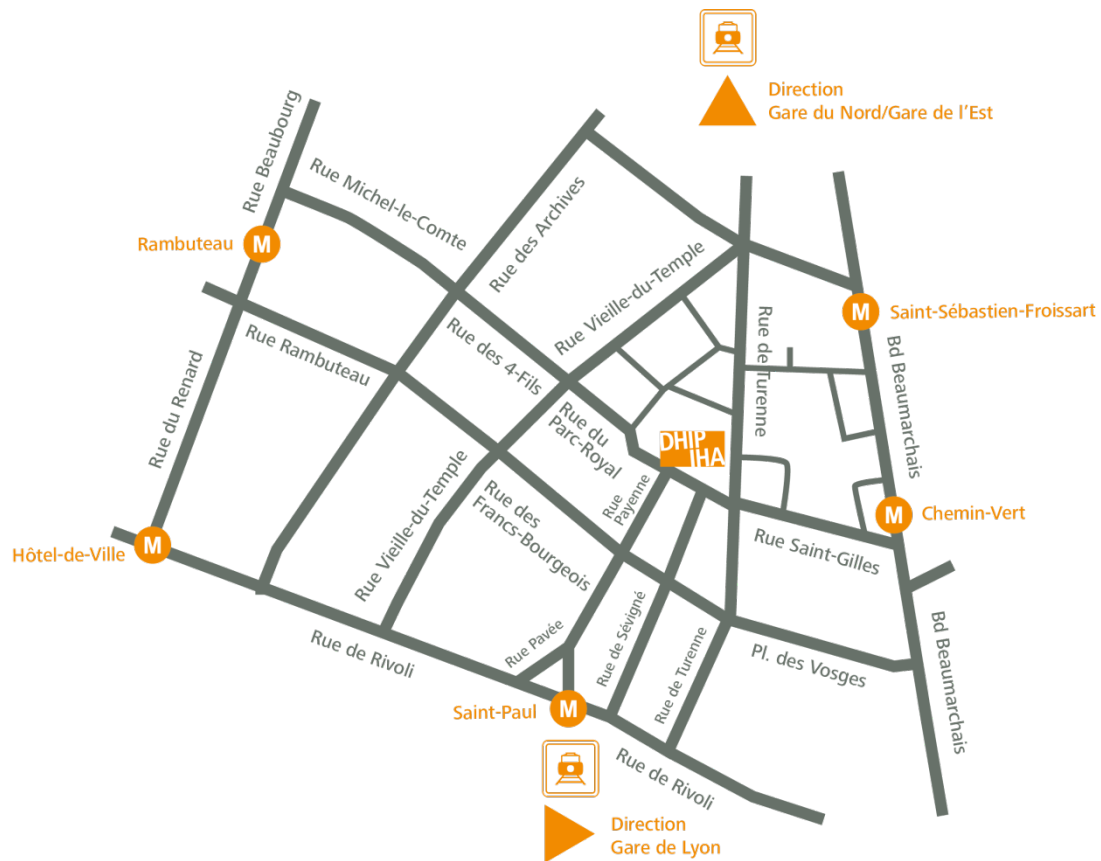 Direction
Gare du Nord/Gare de l'Est
Rue Beaubourg
Rue Michel-le-Comte
Rue des Archives
Rambuteau
M
Rue Vieille-du-Temple
M
Saint-Sébastien-Froissart
Rue Rambuteau
Rue des 4-Fils
Rue de Turenne
Bd Beaumarchais
Rue du Renard
Rue du
Parc-Royal
DHIP
IHA
Rue Vieille-du-Temple
Rue des
Francs-Bourgeois
Rue
Payenne
M
Chemin-Vert
Rue Saint-Gilles
Hôtel-de-Ville
M
Rue de Rivoli
Rue Pavée
Rue de Sévigné
Rue de Turenne
Pl. des Vosges
Bd Beaumarchais
Saint-Paul
M
Rue de Rivoli
Direction
Gare de Lyon